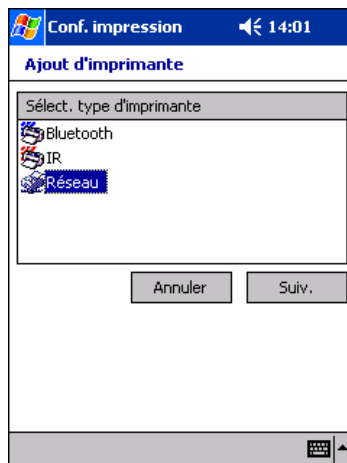 Conf. impression 14:01
Ajout d'imprimante
Sélect. type d'imprimante
Bluetooth
IR
Réseau
Annuler Suiv.